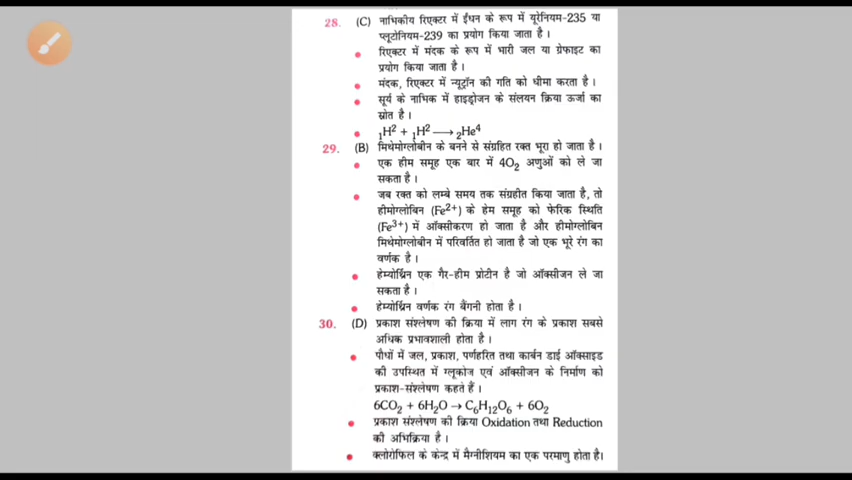 28. (C) नाभिकीय रिएक्टर में ईंधन के रूप में यूरेनियम-235 या
प्लूटोनियम-239 का प्रयोग किया जाता है।
• रिएक्टर में मंदक के रूप में भारी जल या ग्रेफाइट का
प्रयोग किया जाता है।
• मंदक, रिएक्टर में न्यूट्रॉन की गति को धीमा करता है।
• सूर्य के नाभिक में हाइड्रोजन के संलयन क्रिया ऊर्जा का
स्रोत है।
• ₁H² + ₁H² ⟶ ₂He⁴
29. (B) मिथेमोग्लोबीन के बनने से संग्रहित रक्त भूरा हो जाता है।
• एक हीम समूह एक बार में 4O₂ अणुओं को ले जा
सकता है।
• जब रक्त को लम्बे समय तक संग्रहीत किया जाता है, तो
हीमोग्लोबिन (Fe²⁺) के हेम समूह को फेरिक स्थिति
(Fe³⁺) में ऑक्सीकरण हो जाता है और हीमोग्लोबिन
मिथेमोग्लोबीन में परिवर्तित हो जाता है जो एक भूरे रंग का
वर्णक है।
• हेम्योर्थ्रिन एक गैर-हीम प्रोटीन है जो ऑक्सीजन ले जा
सकता है।
• हेम्योर्थ्रिन वर्णक रंग बैंगनी होता है।
30. (D) प्रकाश संश्लेषण की क्रिया में लाग रंग के प्रकाश सबसे
अधिक प्रभावशाली होता है।
• पौधों में जल, प्रकाश, पर्णहरित तथा कार्बन डाई ऑक्साइड
की उपस्थित में ग्लूकोज एवं ऑक्सीजन के निर्माण को
प्रकाश-संश्लेषण कहते हैं।
6CO₂ + 6H₂O → C₆H₁₂O₆ + 6O₂
• प्रकाश संश्लेषण की क्रिया Oxidation तथा Reduction
की अभिक्रिया है।
• क्लोरोफिल के केन्द्र में मैग्नीशियम का एक परमाणु होता है।